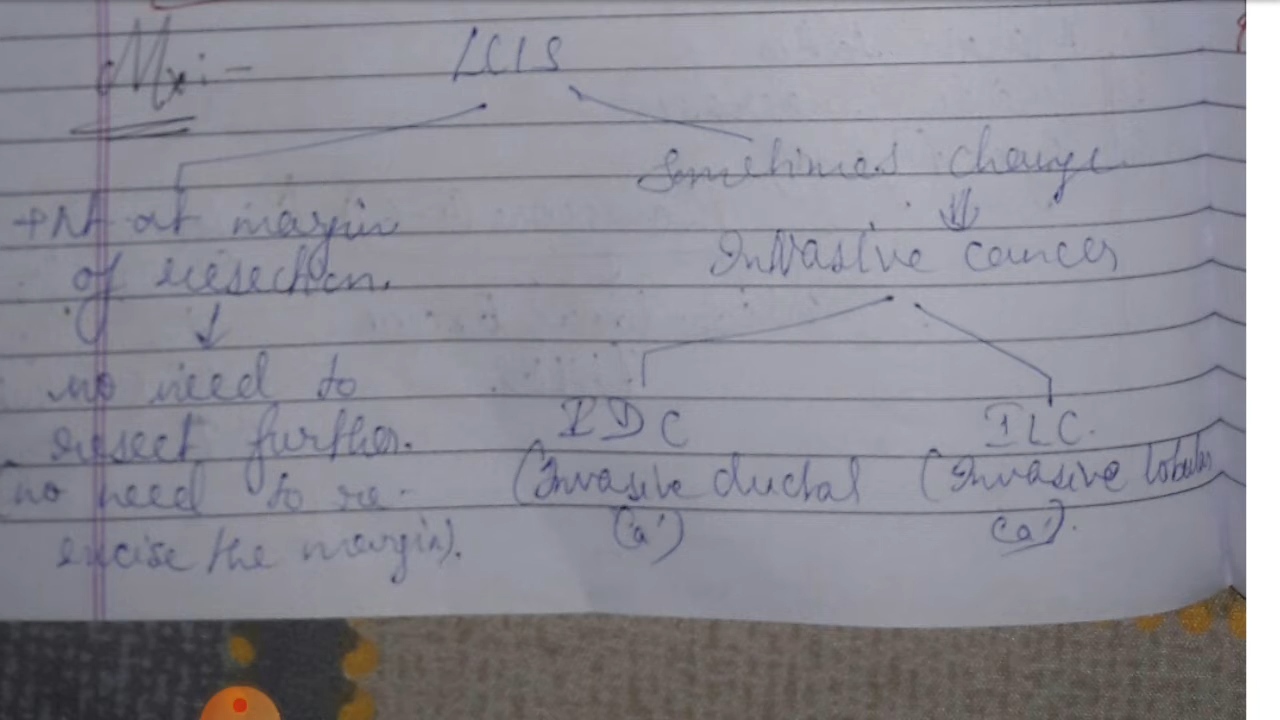 Mx:-
LCIS
+Nt at margin
of resection.
↓
no need to
resect further.
(no need to re-
excise the margin).
Sometimes change
⇓
Invasive cancer
IDC
(Invasive ductal
Ca)
ILC.
(Invasive lobular
Ca).